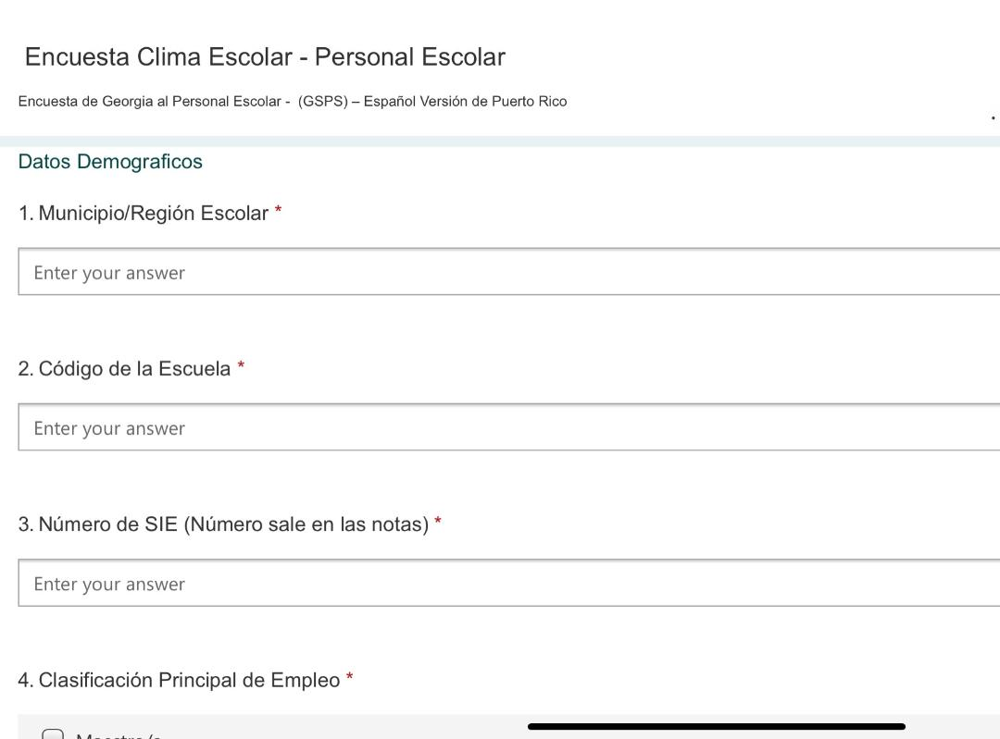 Encuesta Clima Escolar - Personal Escolar
Encuesta de Georgia al Personal Escolar - (GSPS) – Español Versión de Puerto Rico
.
Datos Demograficos
1. Municipio/Región Escolar *
Enter your answer
2. Código de la Escuela *
Enter your answer
3. Número de SIE (Número sale en las notas) *
Enter your answer
4. Clasificación Principal de Empleo *